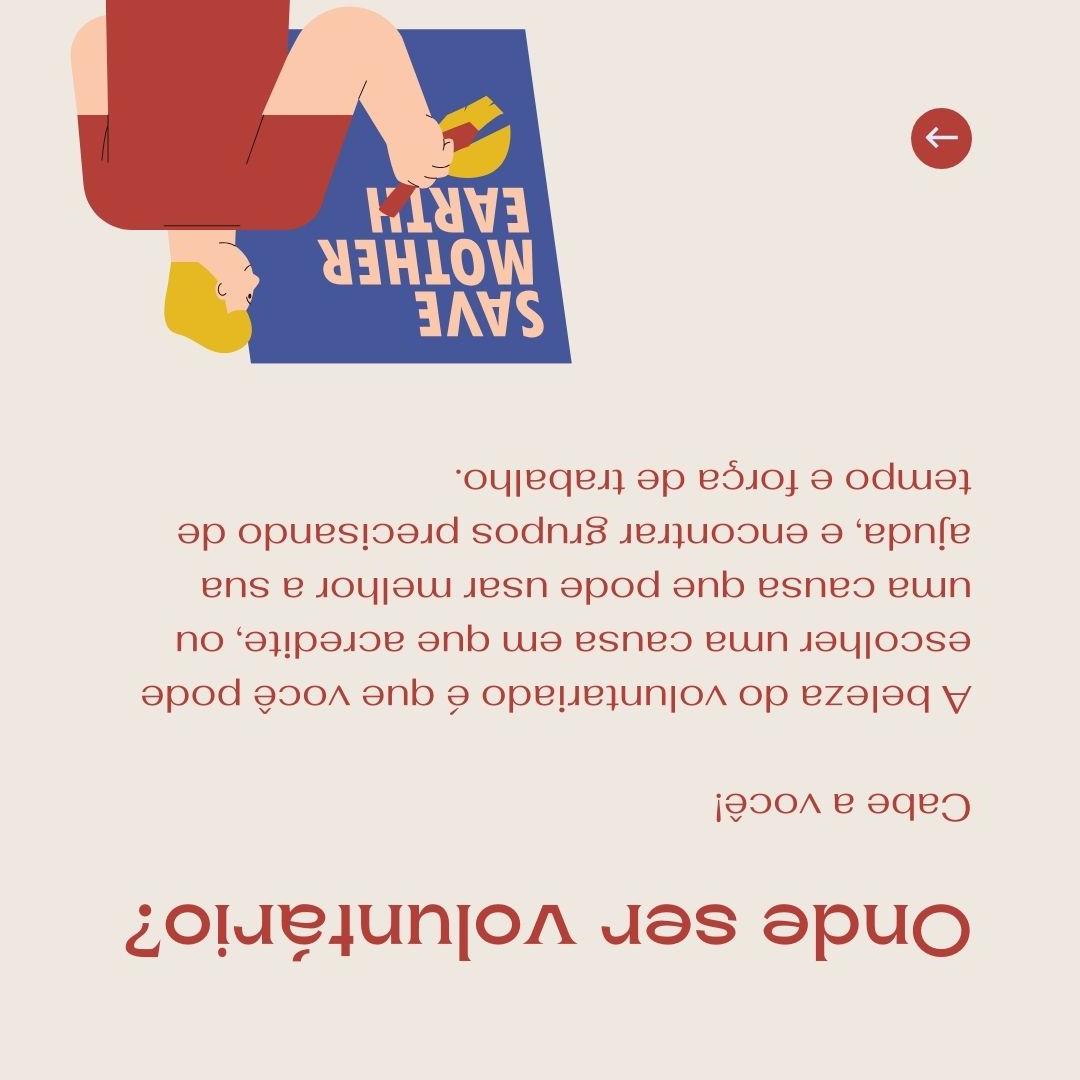 Onde ser voluntário?
Cabe a você!
A beleza do voluntariado é que você pode
escolher uma causa em que acredite, ou
uma causa que pode usar melhor a sua
ajuda, e encontrar grupos precisando de
tempo e força de trabalho.
SAVE
MOTHER
EARTH